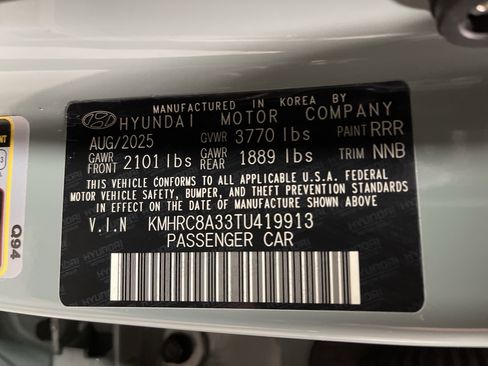 MANUFACTURED IN KOREA BY
HYUNDAI MOTOR COMPANY
AUG/2025 GVWR 3770 lbs PAINT RRR
GAWR FRONT 2101 lbs GAWR REAR 1889 lbs TRIM NNB
THIS VEHICLE CONFORMS TO ALL APPLICABLE U.S.A. FEDERAL
MOTOR VEHICLE SAFETY, BUMPER, AND THEFT PREVENTION STANDARDS
IN EFFECT ON THE DATE OF MANUFACTURE SHOWN ABOVE
V.I.N KMHRC8A33TU419913
PASSENGER CAR
Q94